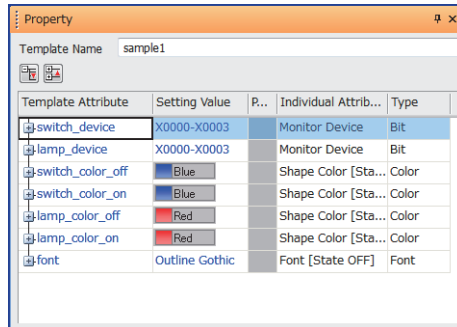 Property
Template Name sample1
Template Attribute Setting Value P... Individual Attrib... Type
switch_device X0000-X0003 Monitor Device Bit
lamp_device X0000-X0003 Monitor Device Bit
switch_color_off Blue Shape Color [Sta... Color
switch_color_on Blue Shape Color [Sta... Color
lamp_color_off Red Shape Color [Sta... Color
lamp_color_on Red Shape Color [Sta... Color
font Outline Gothic Font [State OFF] Font